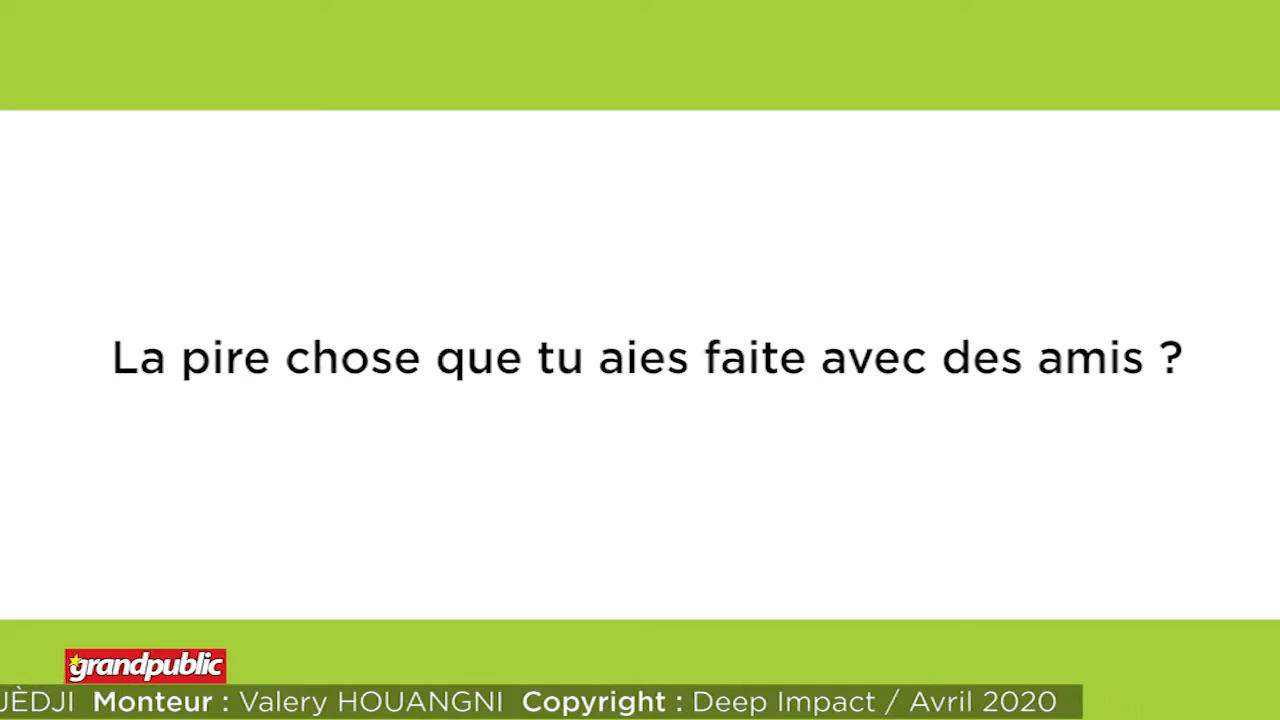 La pire chose que tu aies faite avec des amis ?
grandpublic
JÈDJI Monteur : Valery HOUANGNI Copyright : Deep Impact / Avril 2020